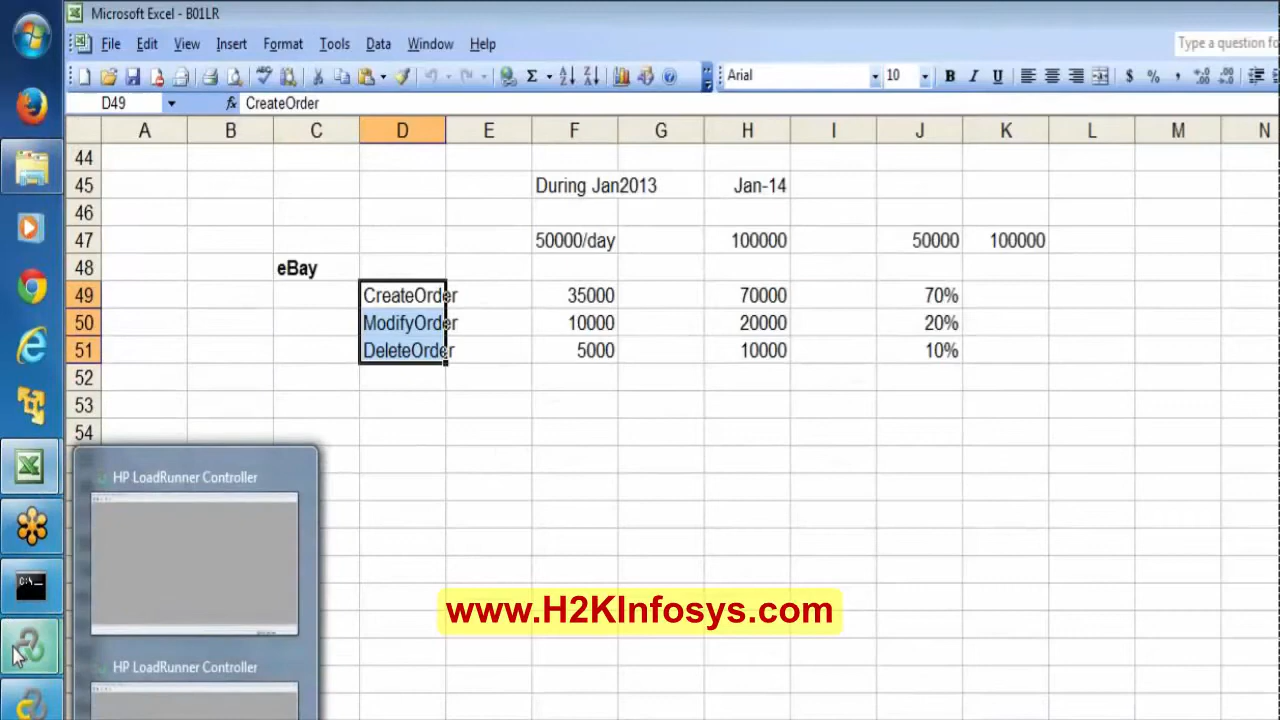 Microsoft Excel - B01LR
File Edit View Insert Format Tools Data Window Help
Type a question fo
Arial 10 B I U $ % ,
D49 fx CreateOrder
A B C D E F G H I J K L M N
44
45 During Jan2013 Jan-14
46
47 50000/day 100000 50000 100000
48 eBay
49 CreateOrder 35000 70000 70%
50 ModifyOrder 10000 20000 20%
51 DeleteOrder 5000 10000 10%
52
53
54
HP LoadRunner Controller
www.H2KInfosys.com
HP LoadRunner Controller